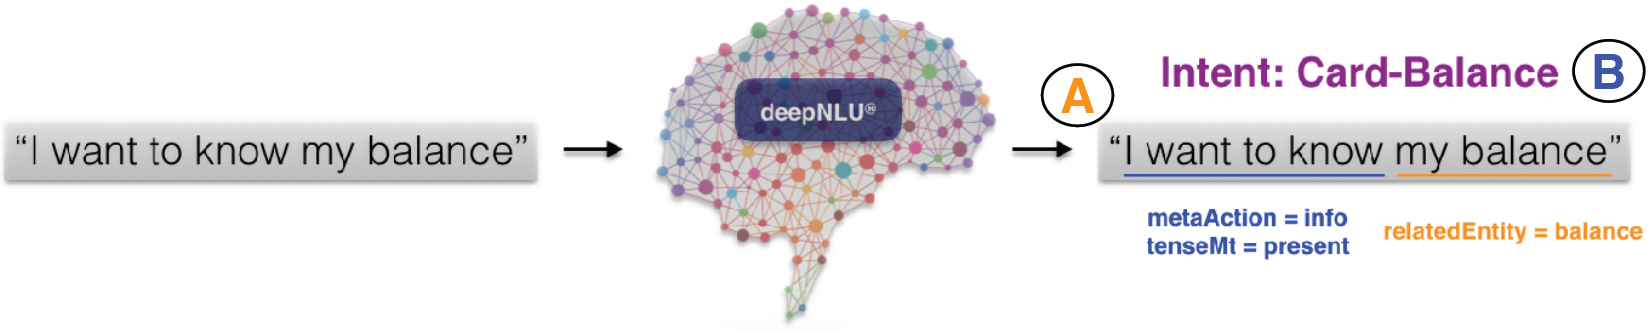 “I want to know my balance”
deepNLU®
A
Intent: Card-Balance
B
“I want to know my balance”
metaAction = info
tenseMt = present
relatedEntity = balance